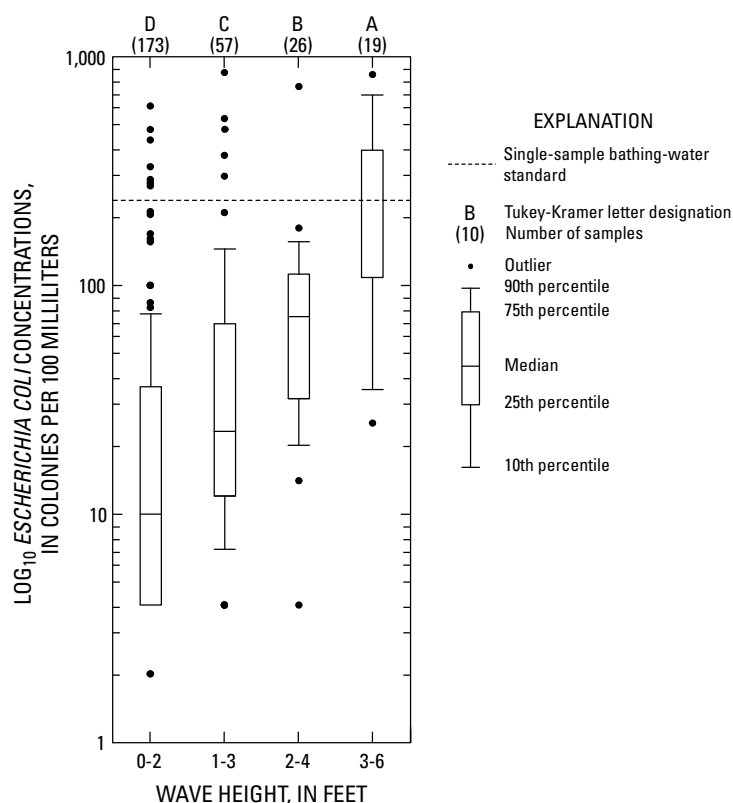 D C B A
(173) (57) (26) (19)
1,000
100
10
1
LOG10 ESCHERICHIA COLI CONCENTRATIONS,
IN COLONIES PER 100 MILLILITERS
0-2 1-3 2-4 3-6
WAVE HEIGHT, IN FEET
EXPLANATION
Single-sample bathing-water
standard
B Tukey-Kramer letter designation
(10) Number of samples
Outlier
90th percentile
75th percentile
Median
25th percentile
10th percentile